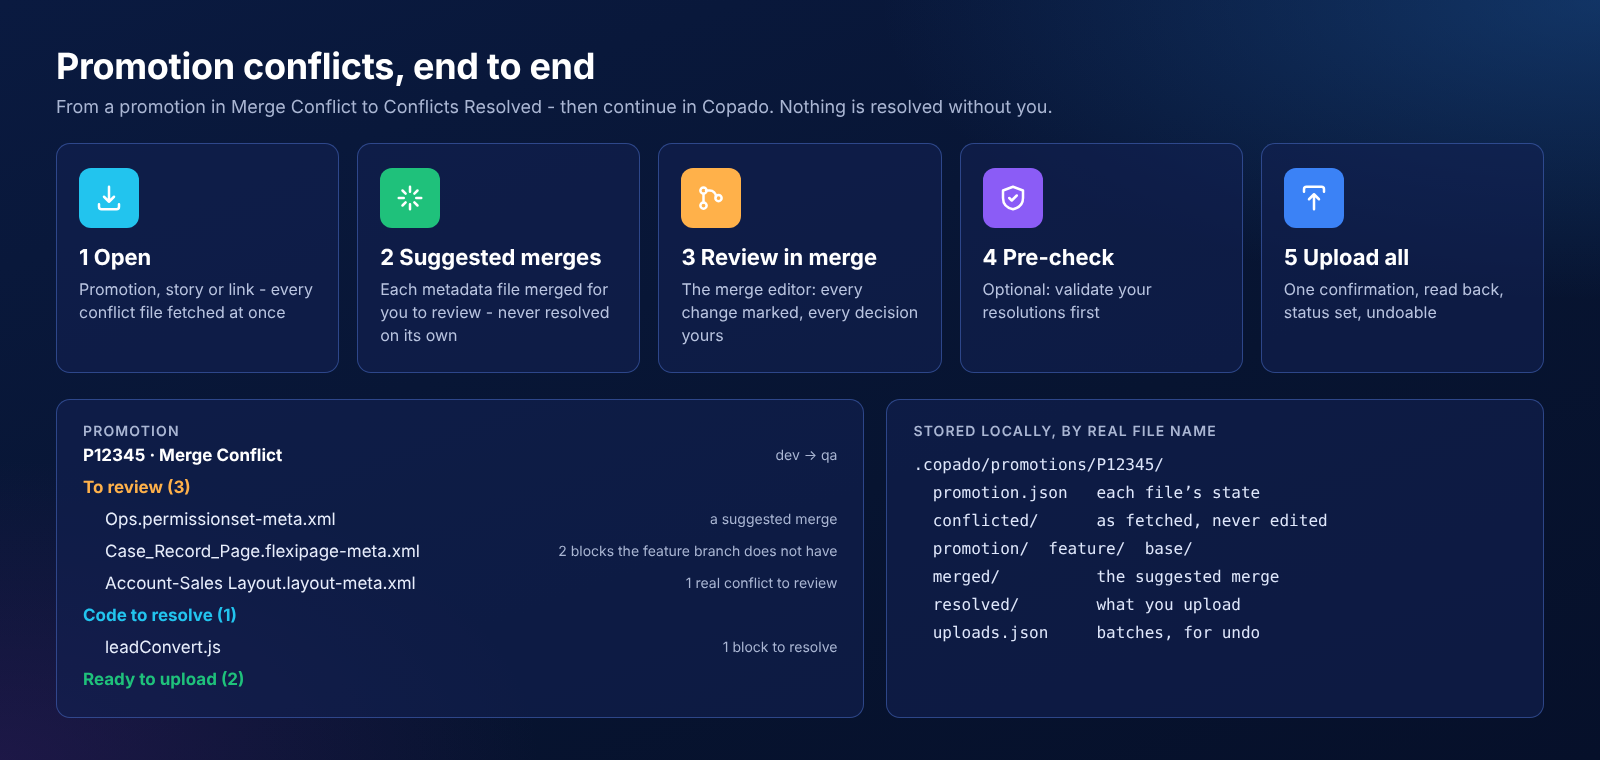 Promotion conflicts, end to end
From a promotion in Merge Conflict to Conflicts Resolved - then continue in Copado. Nothing is resolved without you.
1 Open
Promotion, story or link - every
conflict file fetched at once
2 Suggested merges
Each metadata file merged for
you to review - never resolved
on its own
3 Review in merge
The merge editor: every
change marked, every decision
yours
4 Pre-check
Optional: validate your
resolutions first
5 Upload all
One confirmation, read back,
status set, undoable
PROMOTION
P12345 · Merge Conflict dev → qa
To review (3)
Ops.permissionset-meta.xml a suggested merge
Case_Record_Page.flexipage-meta.xml 2 blocks the feature branch does not have
Account-Sales Layout.layout-meta.xml 1 real conflict to review
Code to resolve (1)
leadConvert.js 1 block to resolve
Ready to upload (2)
STORED LOCALLY, BY REAL FILE NAME
.copado/promotions/P12345/
promotion.json each file’s state
conflicted/ as fetched, never edited
promotion/ feature/ base/
merged/ the suggested merge
resolved/ what you upload
uploads.json batches, for undo